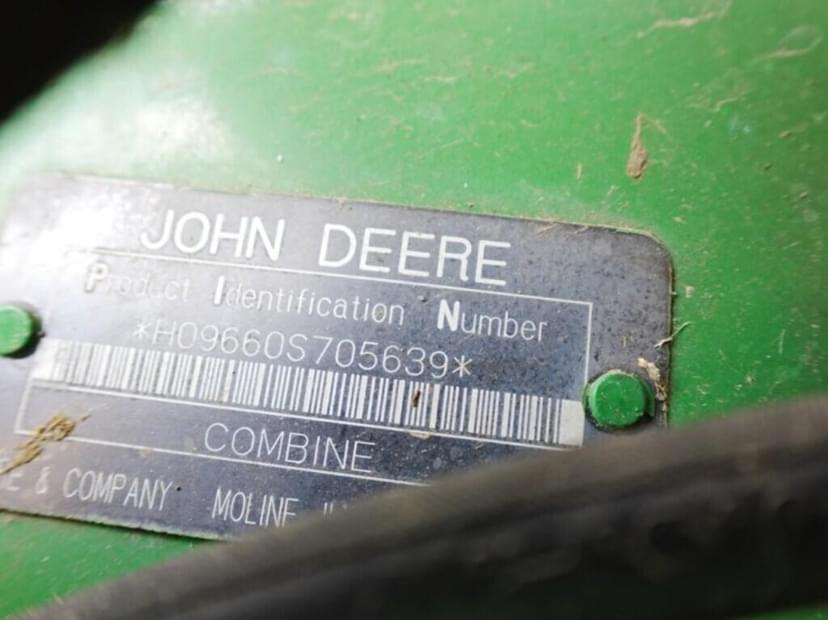 JOHN DEERE
Product Identification Number
*H09660S705639*
COMBINE
& COMPANY MOLINE